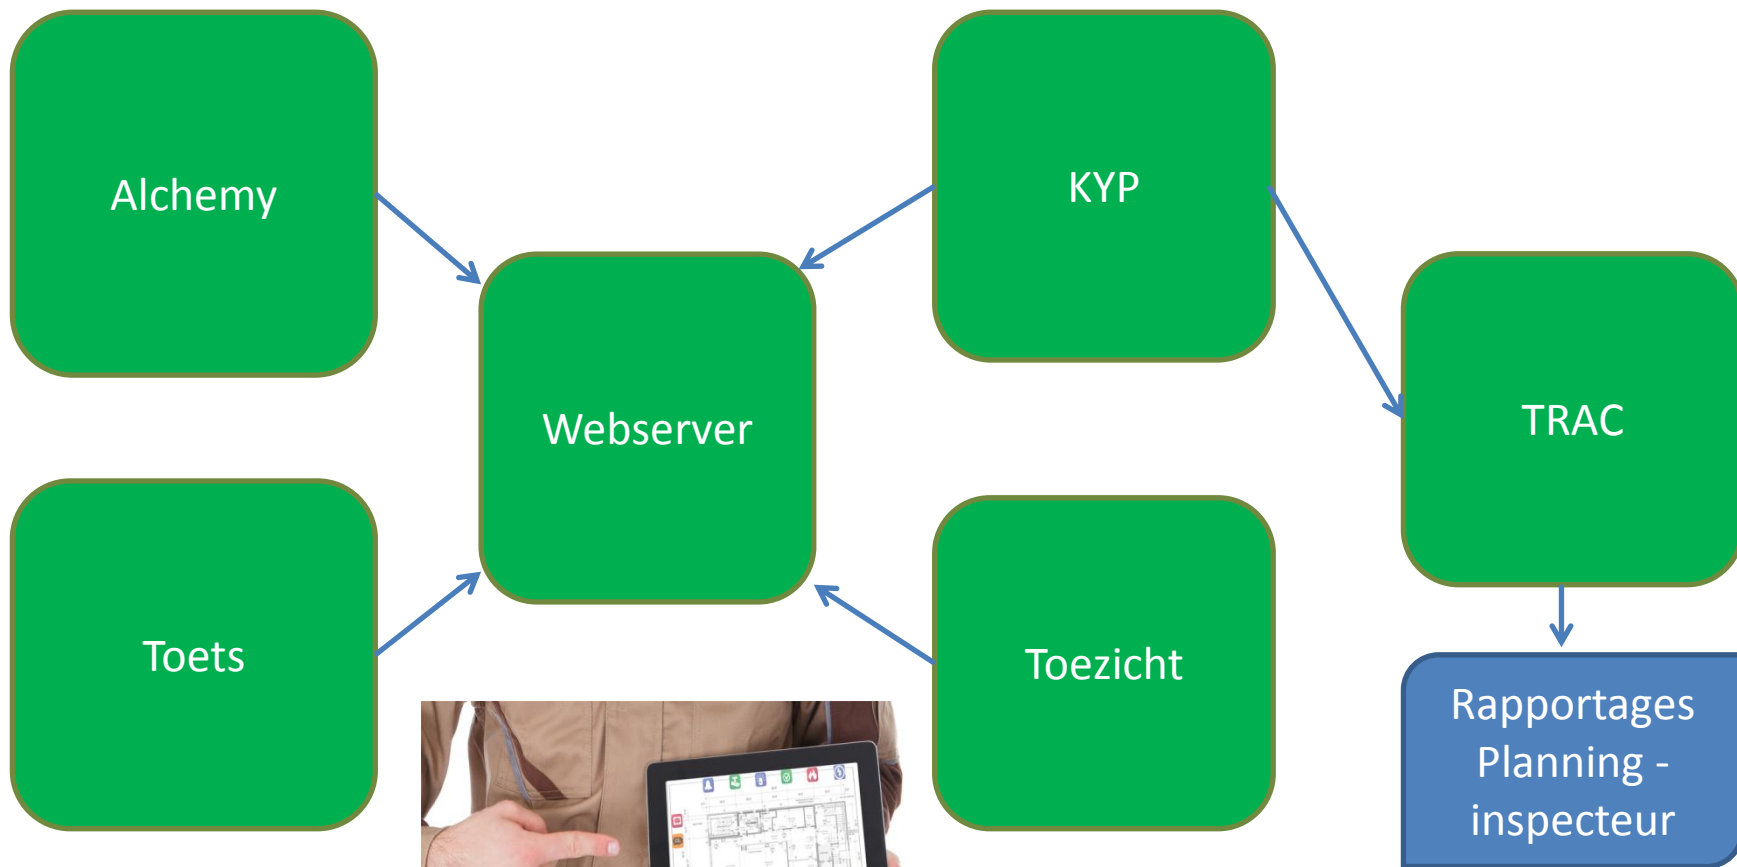 Alchemy
KYP
Webserver
TRAC
Toets
Toezicht
Rapportages
Planning -
inspecteur